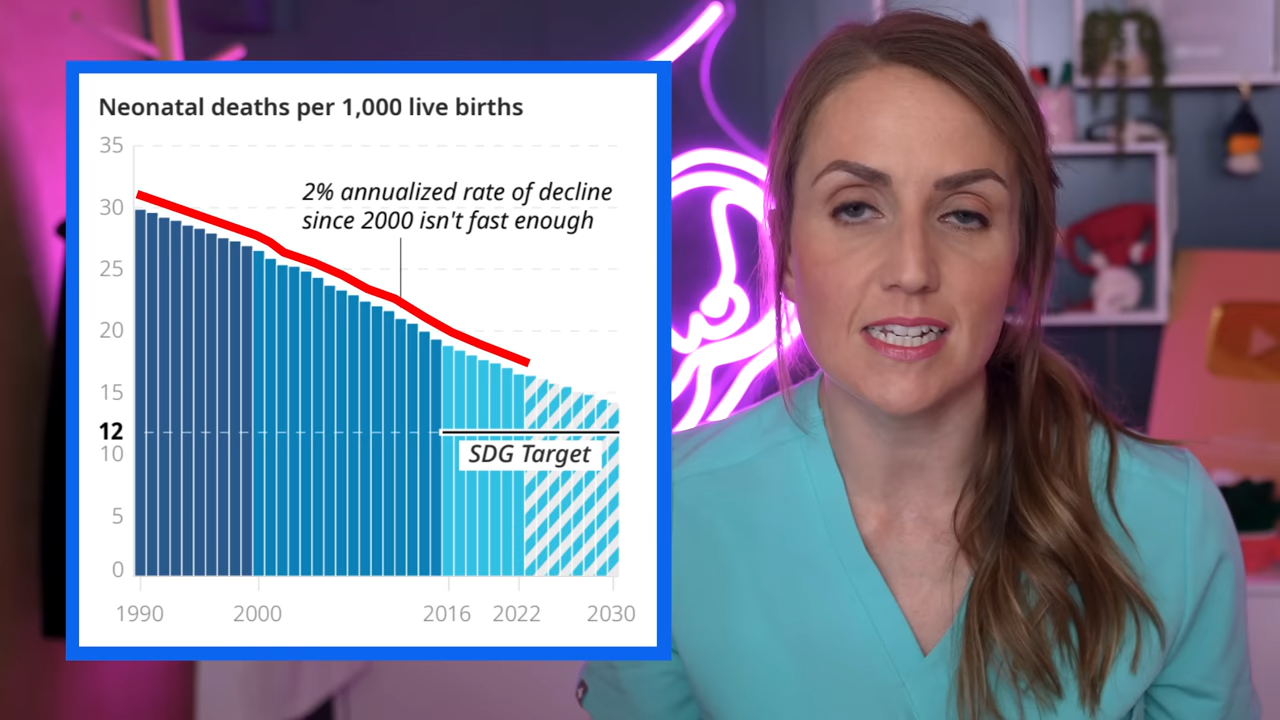 Neonatal deaths per 1,000 live births
35
30
25
20
15
12
10
5
0
2% annualized rate of decline
since 2000 isn't fast enough
SDG Target
1990 2000 2016 2022 2030